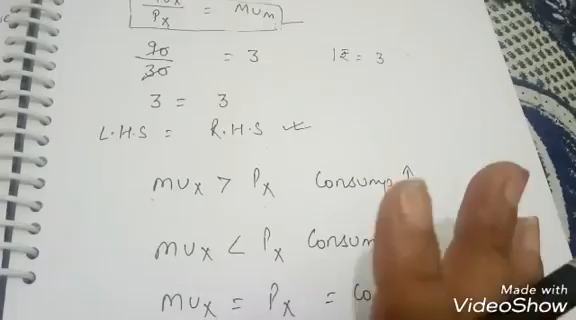 Px = MUM
90/30 = 3 1₹ = 3
3 = 3
L.H.S = R.H.S
MUx > Px Consump ↑
MUx < Px Consum
MUx = Px = Co
Made with
VideoShow